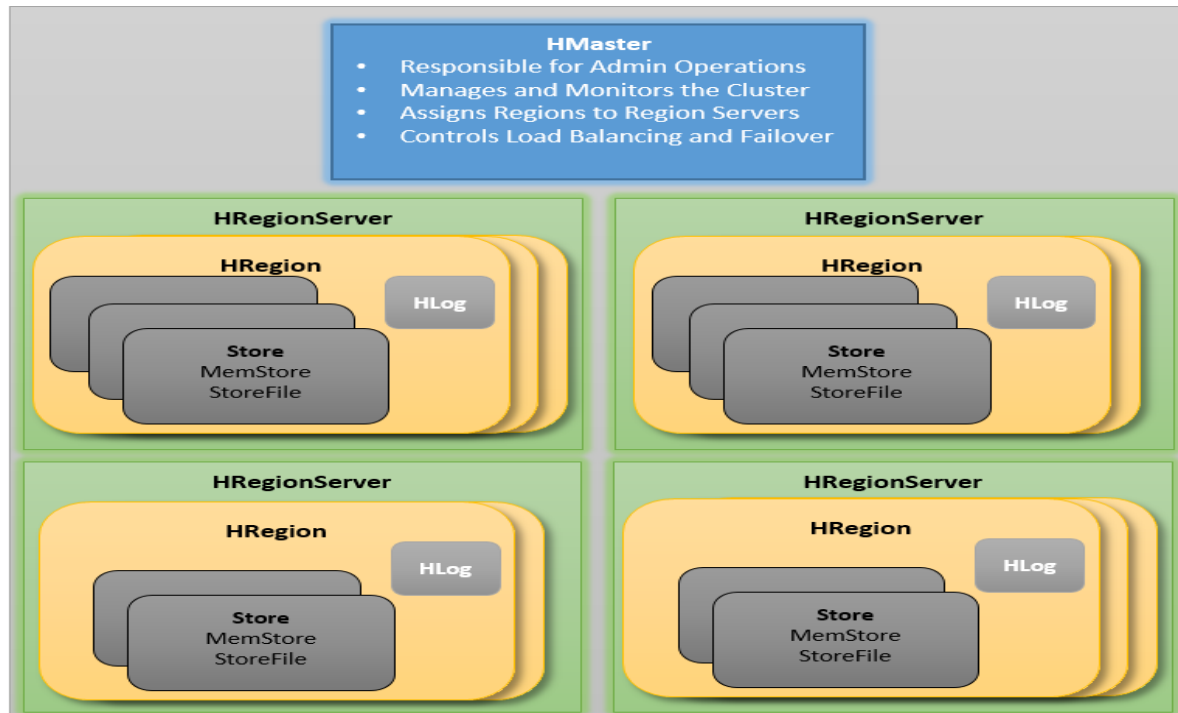 HMaster
• Responsible for Admin Operations
• Manages and Monitors the Cluster
• Assigns Regions to Region Servers
• Controls Load Balancing and Failover
HRegionServer
HRegion
HLog
Store
MemStore
StoreFile
HRegionServer
HRegion
HLog
Store
MemStore
StoreFile
HRegionServer
HRegion
HLog
Store
MemStore
StoreFile
HRegionServer
HRegion
HLog
Store
MemStore
StoreFile